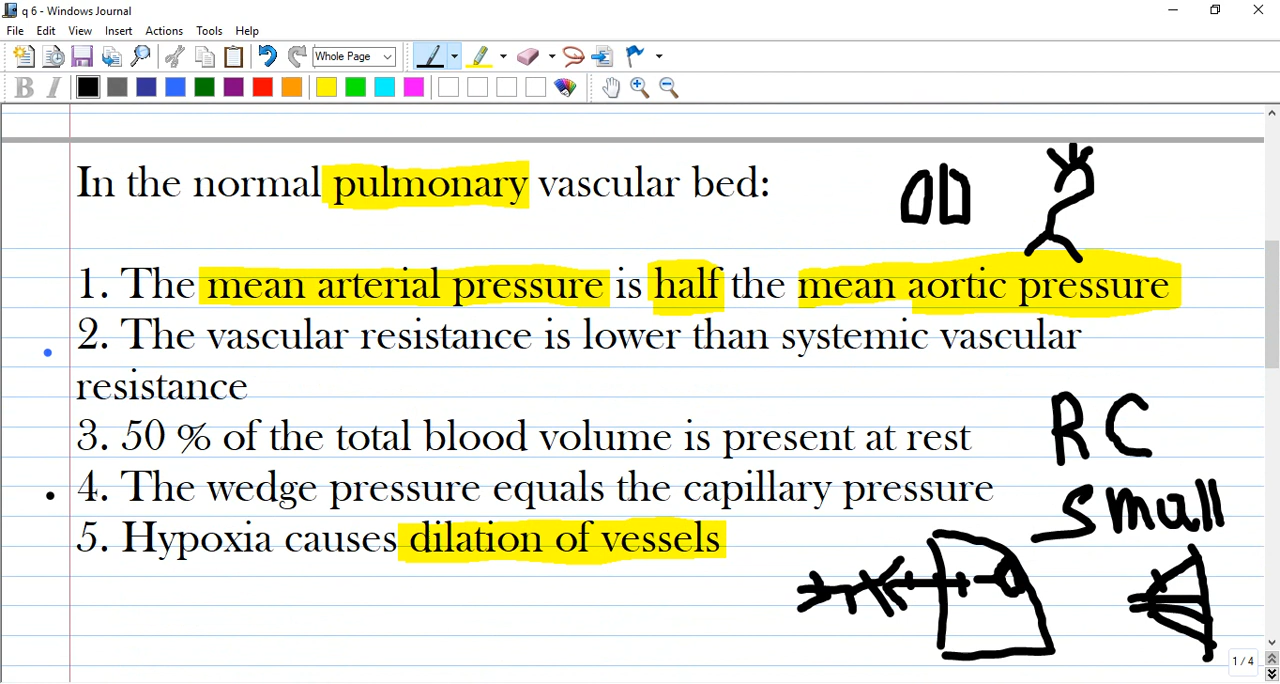 q 6 - Windows Journal
File Edit View Insert Actions Tools Help
Whole Page
B I
In the normal pulmonary vascular bed:
1. The mean arterial pressure is half the mean aortic pressure
2. The vascular resistance is lower than systemic vascular
resistance
3. 50 % of the total blood volume is present at rest
RC
4. The wedge pressure equals the capillary pressure
small
5. Hypoxia causes dilation of vessels
1 / 4